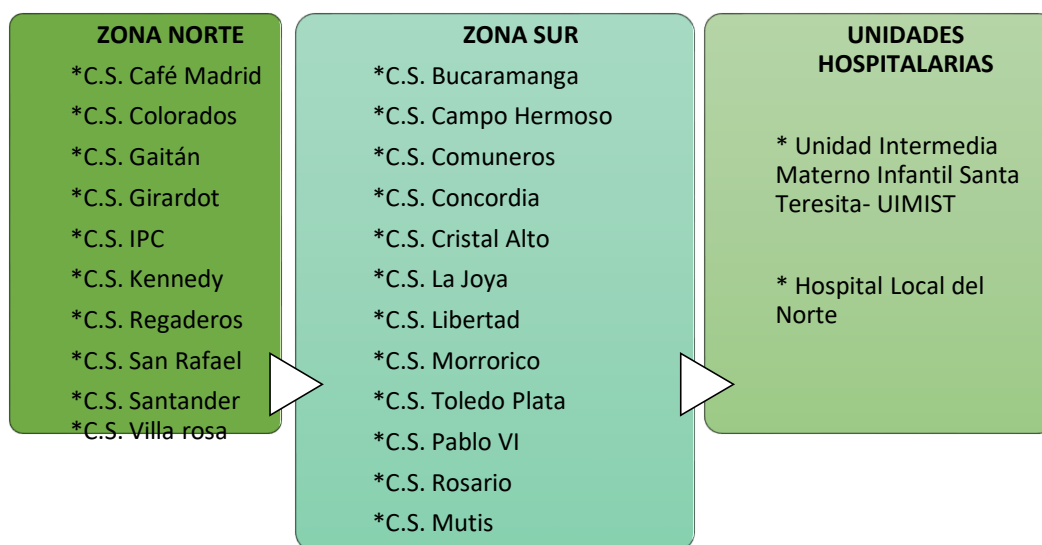 ZONA NORTE
*C.S. Café Madrid
*C.S. Colorados
*C.S. Gaitán
*C.S. Girardot
*C.S. IPC
*C.S. Kennedy
*C.S. Regaderos
*C.S. San Rafael
*C.S. Santander
*C.S. Villa rosa
ZONA SUR
*C.S. Bucaramanga
*C.S. Campo Hermoso
*C.S. Comuneros
*C.S. Concordia
*C.S. Cristal Alto
*C.S. La Joya
*C.S. Libertad
*C.S. Morrorico
*C.S. Toledo Plata
*C.S. Pablo VI
*C.S. Rosario
*C.S. Mutis
UNIDADES
HOSPITALARIAS
* Unidad Intermedia
Materno Infantil Santa
Teresita- UIMIST
* Hospital Local del
Norte